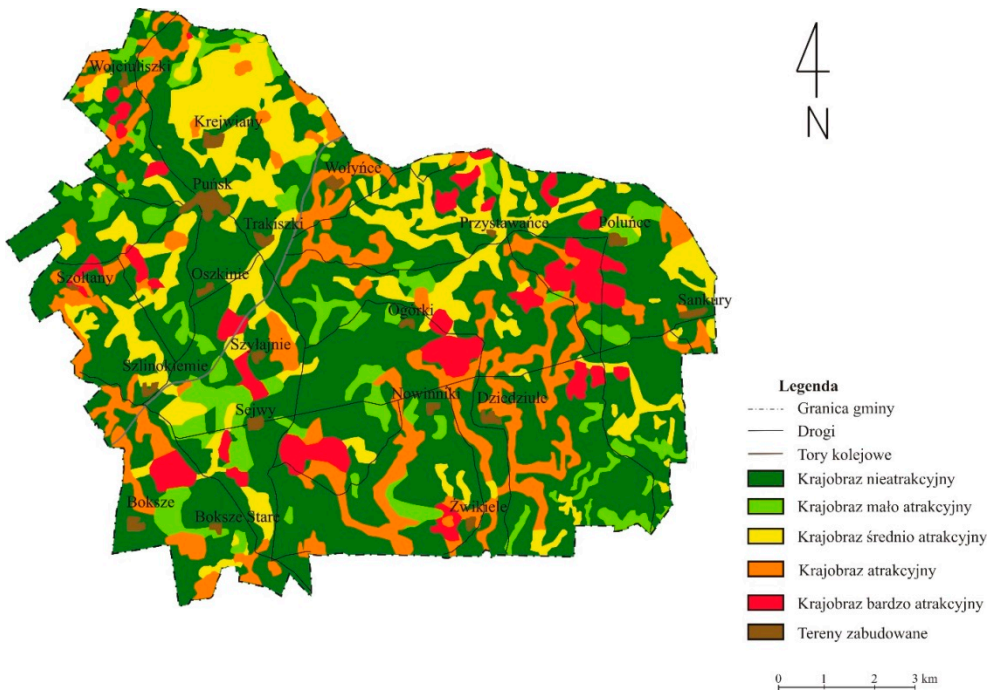 N
Wojciuliszki
Krejwiany
Wołyńce
Puńsk
Trakiszki
Przystawańce
Poluńce
Szołtany
Oszkinie
Sankury
Ogórki
Szyłajnie
Szlinokiemie
Nowinniki
Dziedziule
Sejwy
Boksze
Boksze Stare
Żwikiele
Legenda
Granica gminy
Drogi
Tory kolejowe
Krajobraz nieatrakcyjny
Krajobraz mało atrakcyjny
Krajobraz średnio atrakcyjny
Krajobraz atrakcyjny
Krajobraz bardzo atrakcyjny
Tereny zabudowane
0 1 2 3 km